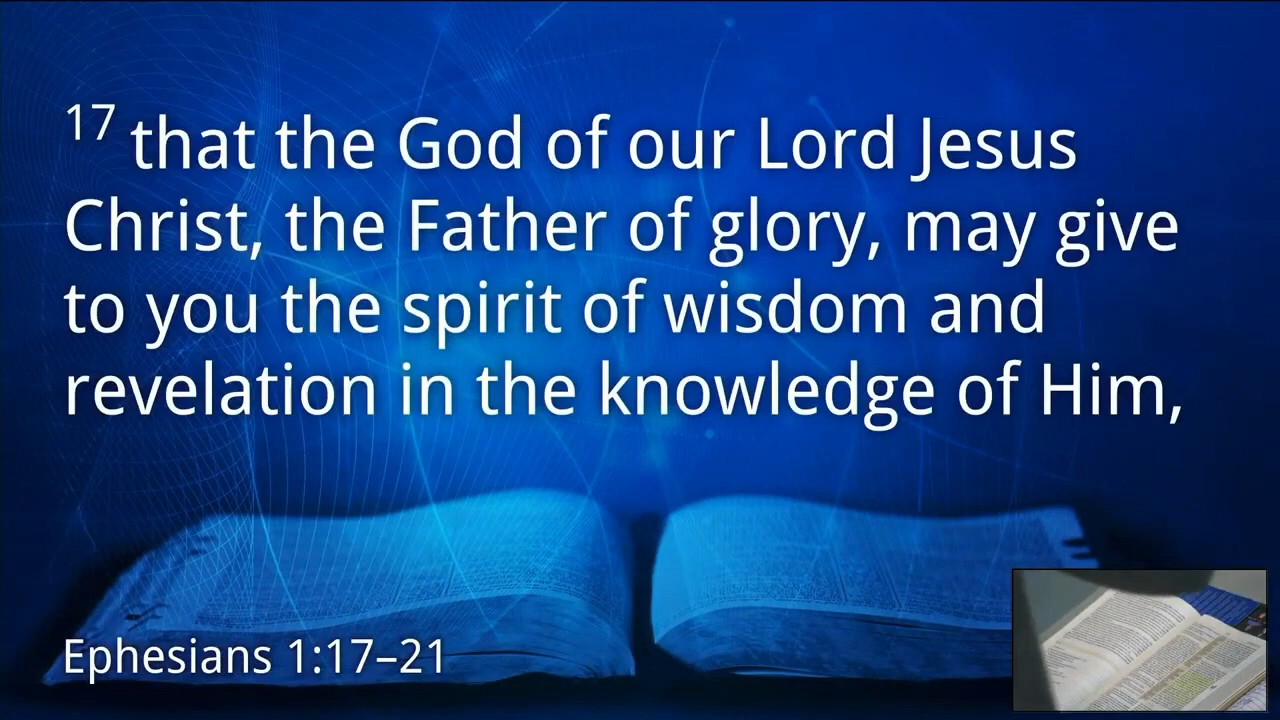 17 that the God of our Lord Jesus
Christ, the Father of glory, may give
to you the spirit of wisdom and
revelation in the knowledge of Him,
Ephesians 1:17–21